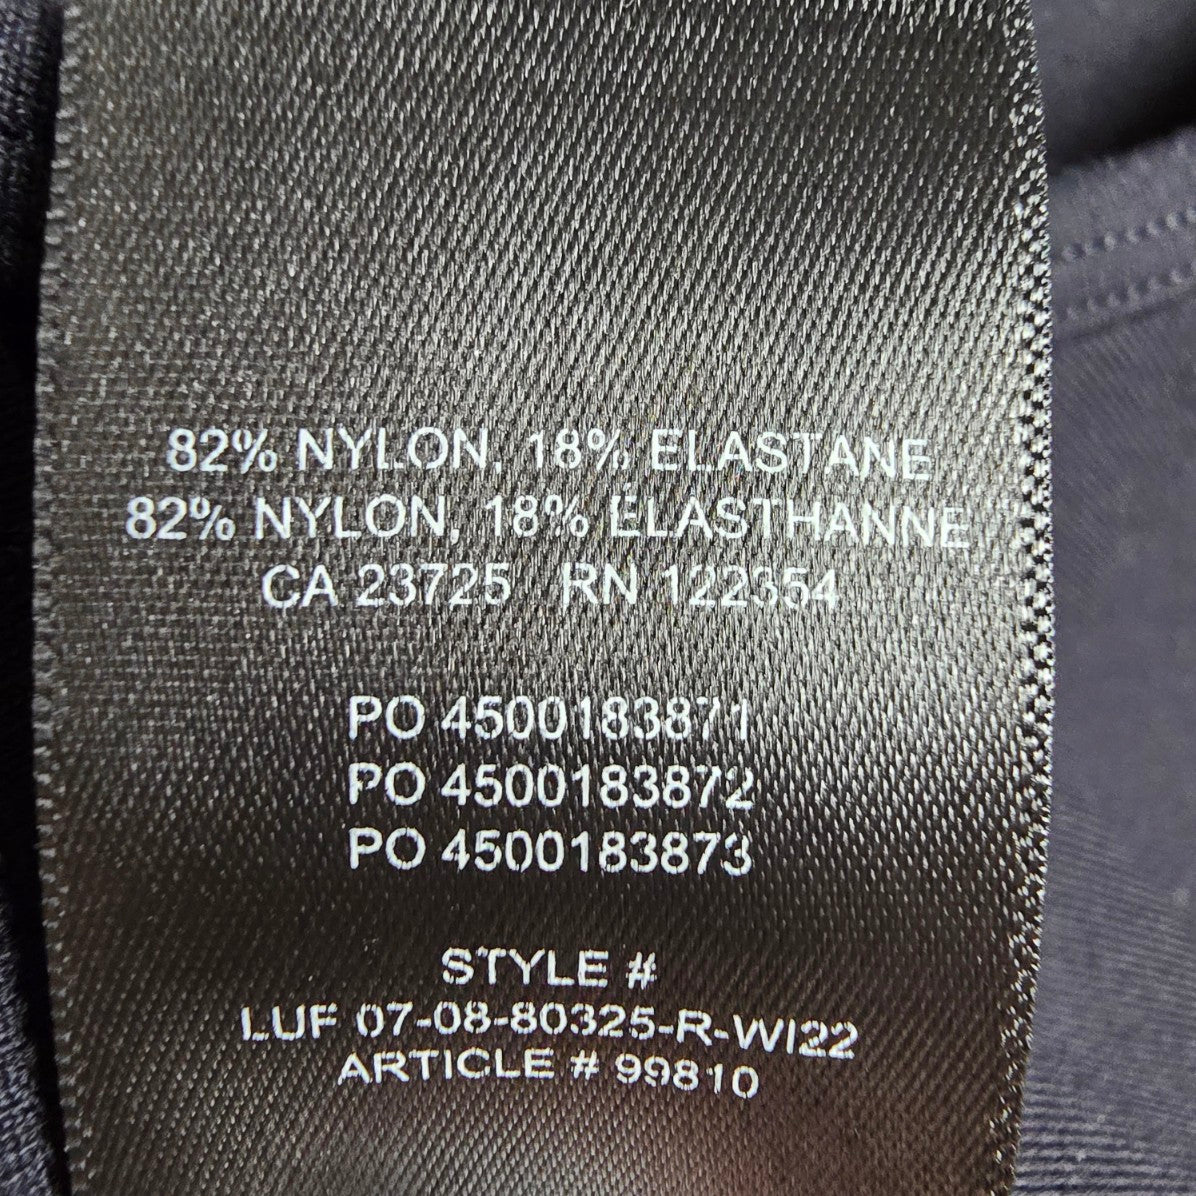 82% NYLON, 18% ELASTANE
82% NYLON, 18% ÉLASTHANNE
CA 23725 RN 122354
PO 4500183871
PO 4500183872
PO 4500183873
STYLE #
LUF 07-08-80325-R-WI22
ARTICLE # 99810